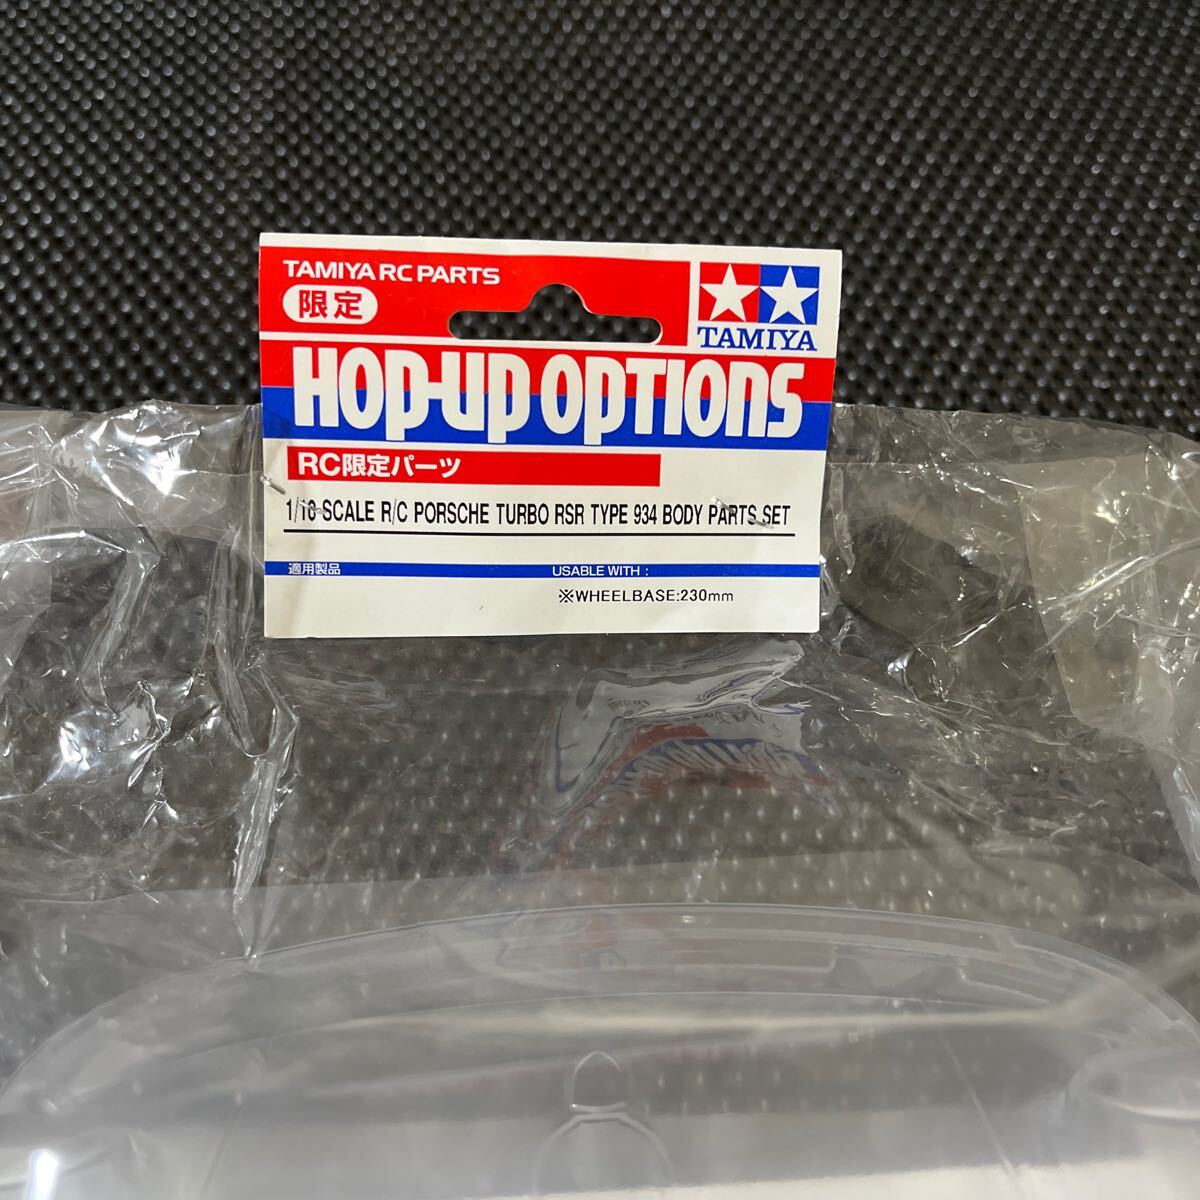 TAMIYA RC PARTS
限定
TAMIYA
HOP-UP OPTIONS
RC限定パーツ
1/10 SCALE R/C PORSCHE TURBO RSR TYPE 934 BODY PARTS SET
適用製品 USABLE WITH :
※WHEELBASE:230mm